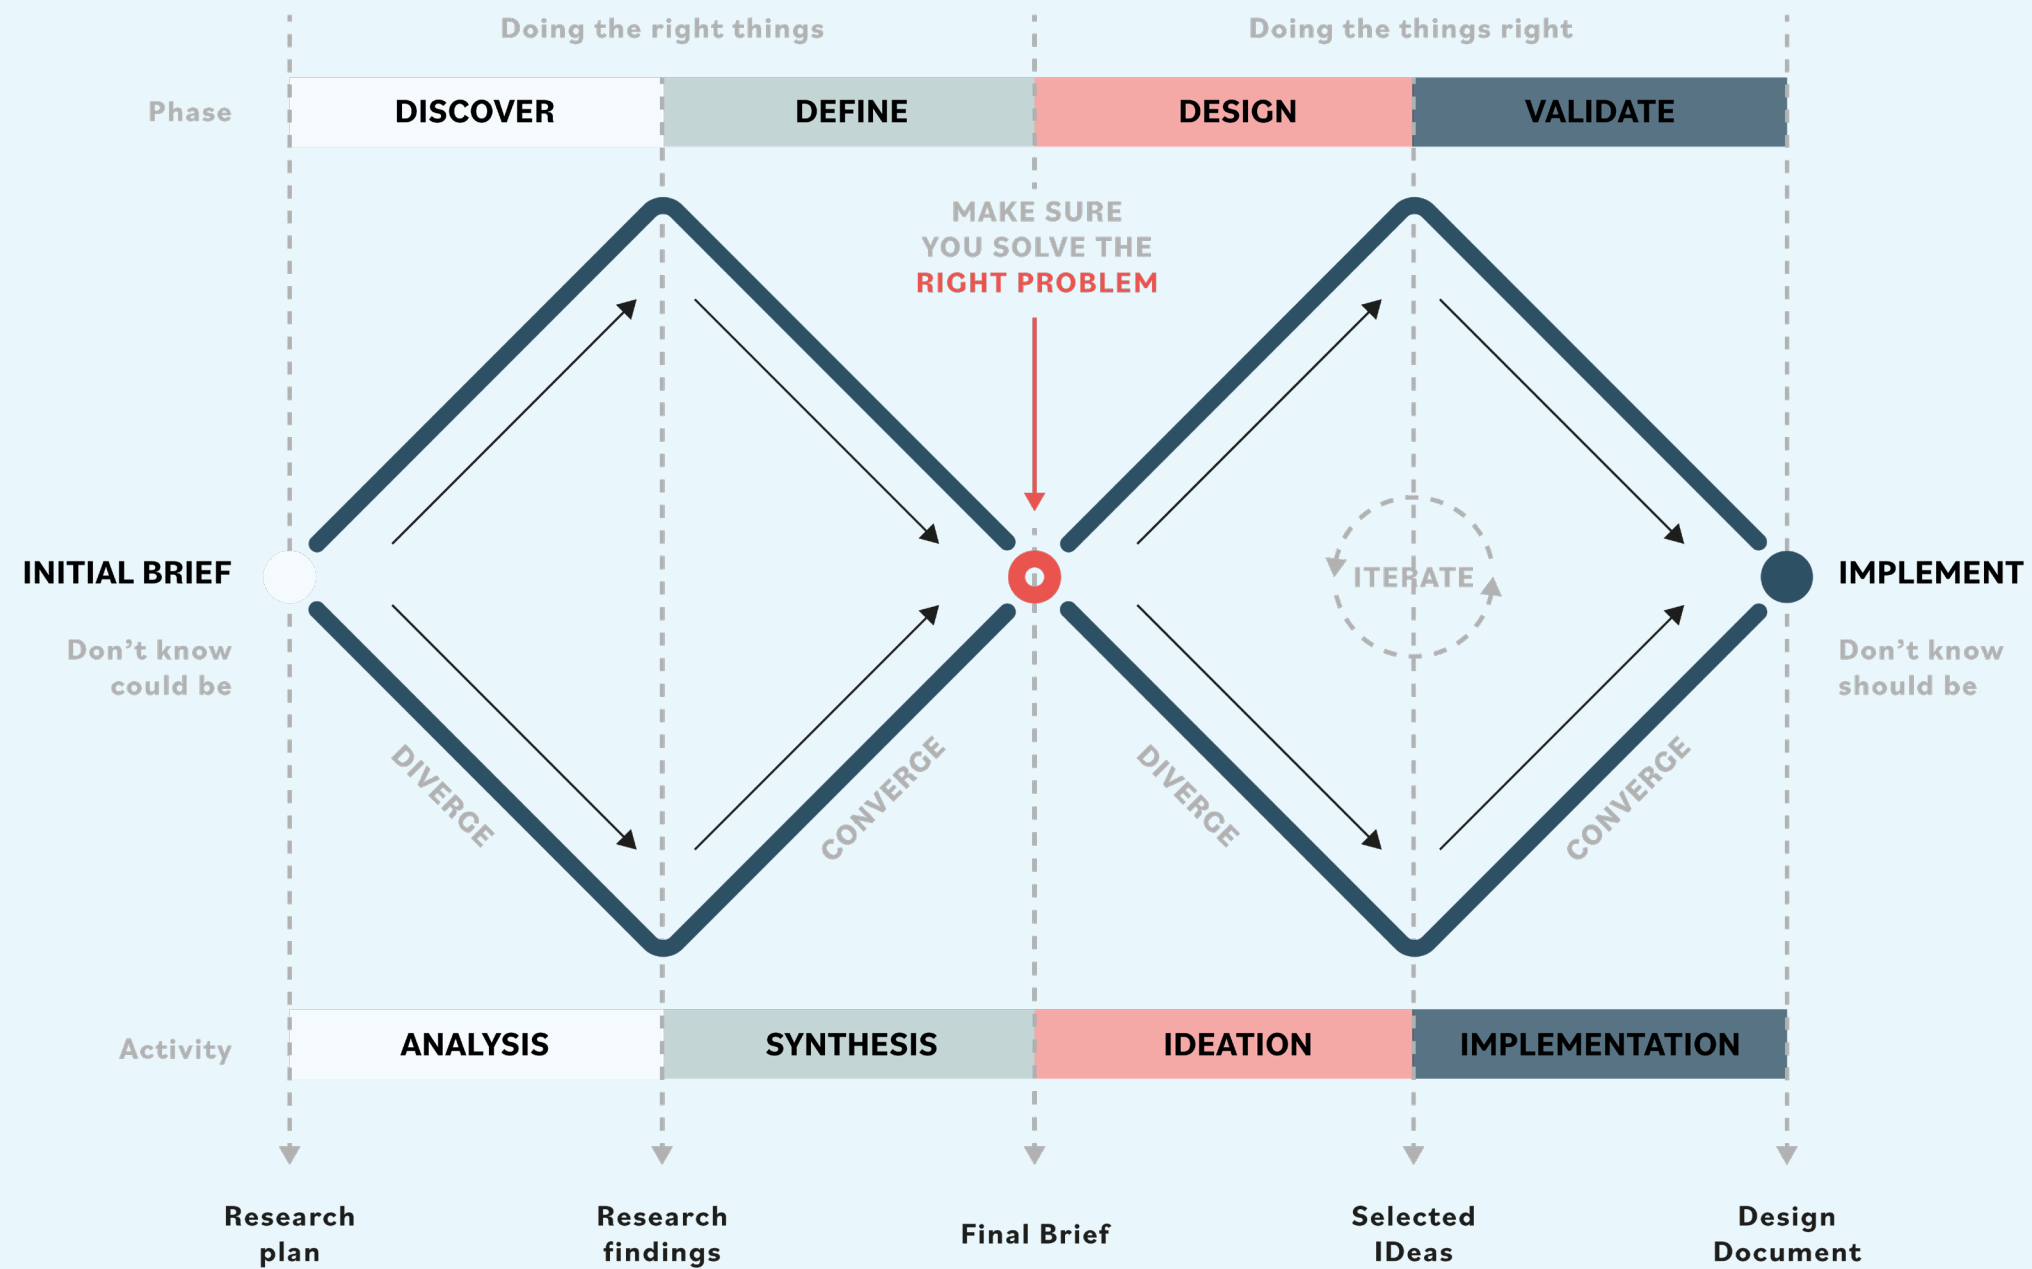 Doing the right things
Doing the things right
Phase
DISCOVER
DEFINE
DESIGN
VALIDATE
MAKE SURE
YOU SOLVE THE
RIGHT PROBLEM
INITIAL BRIEF
Don’t know
could be
ITERATE
IMPLEMENT
Don’t know
should be
DIVERGE
CONVERGE
DIVERGE
CONVERGE
Activity
ANALYSIS
SYNTHESIS
IDEATION
IMPLEMENTATION
Research
plan
Research
findings
Final Brief
Selected
IDeas
Design
Document